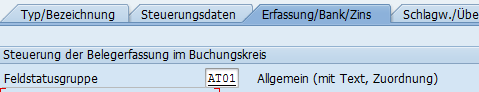 Typ/Bezeichnung Steuerungsdaten Erfassung/Bank/Zins Schlagw./Übe
Steuerung der Belegerfassung im Buchungskreis
Feldstatusgruppe AT01 Allgemein (mit Text, Zuordnung)